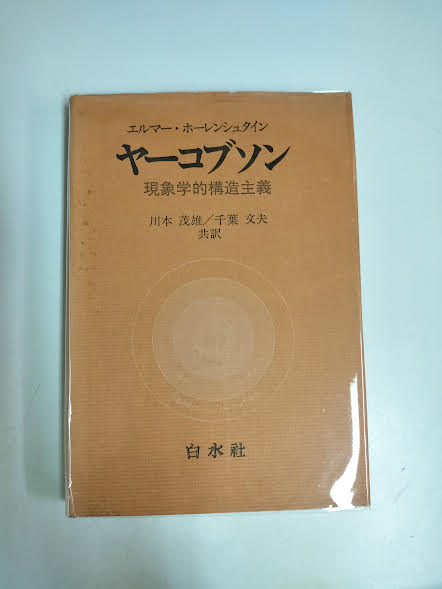 エルマー・ホーレンシュタイン
ヤーコブソン
現象学的構造主義
川本 茂雄／千葉 文夫
共訳
白水社